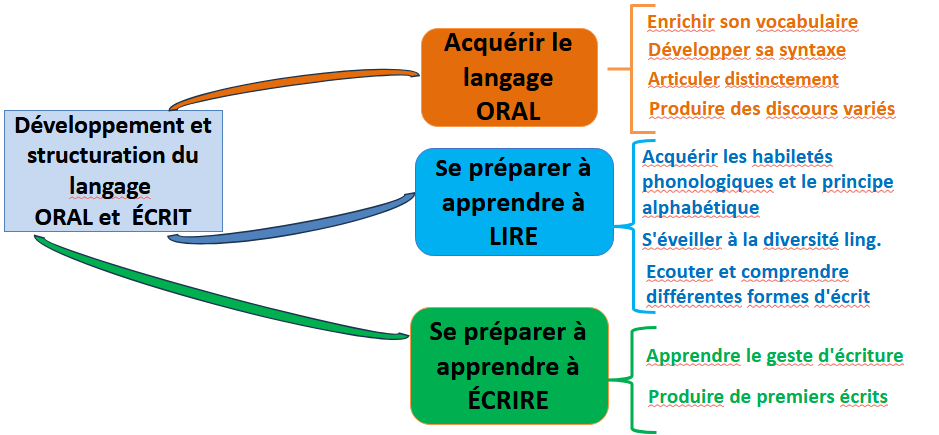 Développement et
structuration du
langage
ORAL et ÉCRIT
Acquérir le
langage
ORAL
Enrichir son vocabulaire
Développer sa syntaxe
Articuler distinctement
Produire des discours variés
Se préparer à
apprendre à
LIRE
Acquérir les habiletés
phonologiques et le principe
alphabétique
S'éveiller à la diversité ling.
Ecouter et comprendre
différentes formes d'écrit
Se préparer à
apprendre à
ÉCRIRE
Apprendre le geste d'écriture
Produire de premiers écrits